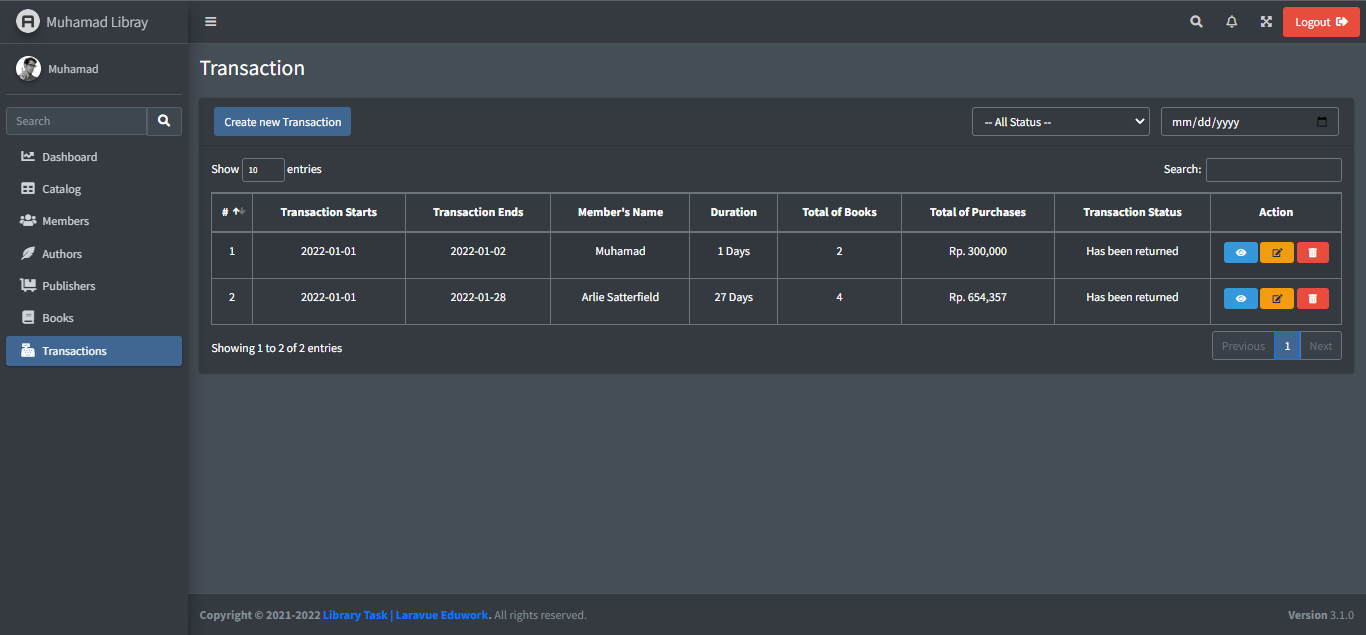 Muhamad Libray
Logout
Muhamad
Transaction
Search
Create new Transaction
-- All Status --
mm/dd/yyyy
Dashboard
Catalog
Members
Authors
Publishers
Books
Transactions
Show 10 entries
Search:
# Transaction Starts Transaction Ends Member's Name Duration Total of Books Total of Purchases Transaction Status Action
1 2022-01-01 2022-01-02 Muhamad 1 Days 2 Rp. 300,000 Has been returned
2 2022-01-01 2022-01-28 Arlie Satterfield 27 Days 4 Rp. 654,357 Has been returned
Showing 1 to 2 of 2 entries
Previous 1 Next
Copyright © 2021-2022 Library Task | Laravue Eduwork. All rights reserved.
Version 3.1.0